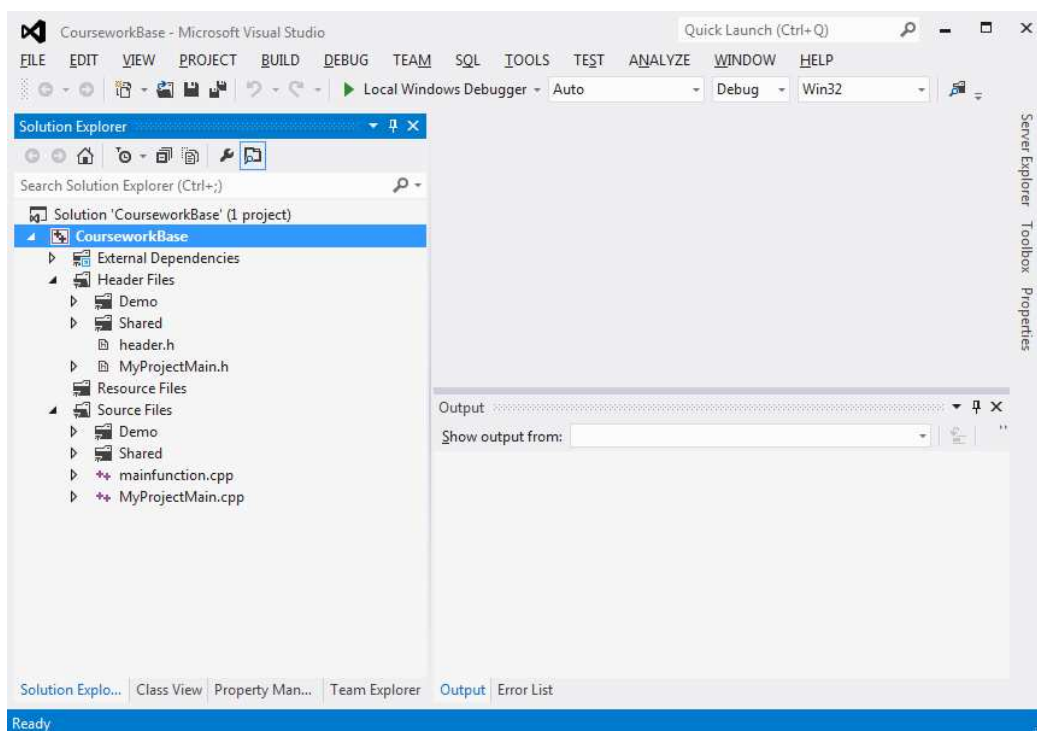 CourseworkBase - Microsoft Visual Studio
Quick Launch (Ctrl+Q)
FILE EDIT VIEW PROJECT BUILD DEBUG TEAM SQL TOOLS TEST ANALYZE WINDOW HELP
Local Windows Debugger Auto Debug Win32
Solution Explorer
Search Solution Explorer (Ctrl+;)
Solution 'CourseworkBase' (1 project)
CourseworkBase
External Dependencies
Header Files
Demo
Shared
header.h
MyProjectMain.h
Resource Files
Source Files
Demo
Shared
mainfunction.cpp
MyProjectMain.cpp
Output
Show output from:
Server Explorer
Toolbox
Properties
Solution Explo... Class View Property Man... Team Explorer
Output Error List
Ready